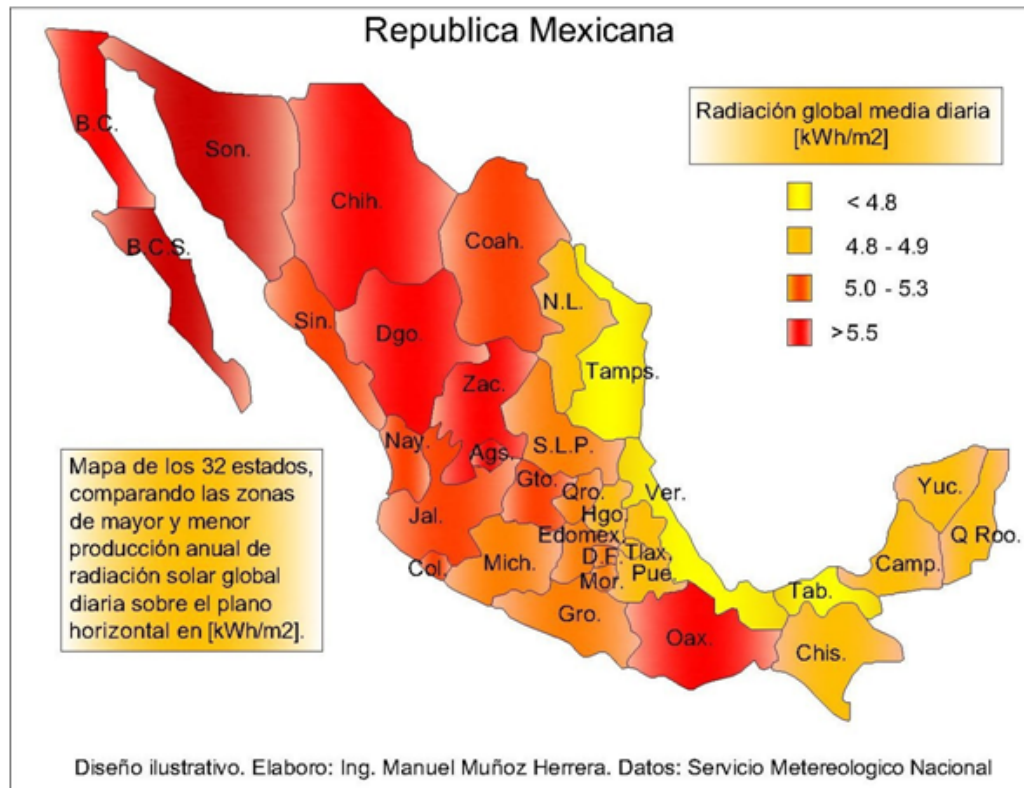 Republica Mexicana
Radiación global media diaria
[kWh/m2]
< 4.8
4.8 - 4.9
5.0 - 5.3
>5.5
B.C.
Son.
Chih.
B.C.S.
Coah.
Sin.
N.L.
Dgo.
Tamps.
Zac.
Nay.
Ags.
S.L.P.
Gto.
Qro.
Ver.
Hgo.
Jal.
Edomex.
D.F.
Tlax.
Col.
Mich.
Mor.
Pue.
Gro.
Oax.
Tab.
Chis.
Yuc.
Q Roo.
Camp.
Mapa de los 32 estados,
comparando las zonas
de mayor y menor
producción anual de
radiación solar global
diaria sobre el plano
horizontal en [kWh/m2].
Diseño ilustrativo. Elaboro: Ing. Manuel Muñoz Herrera. Datos: Servicio Metereologico Nacional